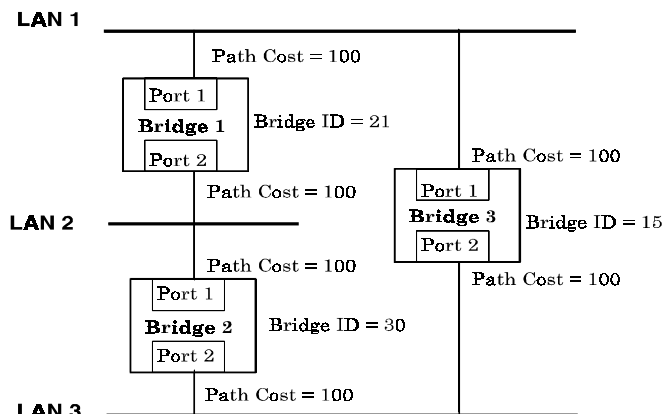 LAN 1
Path Cost = 100
Port 1
Bridge 1
Bridge ID = 21
Port 2
Path Cost = 100
Path Cost = 100
Port 1
Bridge 3
Bridge ID = 15
Port 2
Path Cost = 100
LAN 2
Path Cost = 100
Port 1
Bridge 2
Bridge ID = 30
Port 2
Path Cost = 100
LAN 3